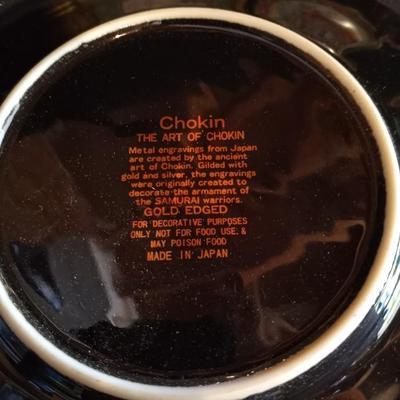 Chokin
THE ART OF CHOKIN
Metal engravings from Japan
are created by the ancient
art of Chokin. Gilded with
gold and silver, the engravings
were originally created to
decorate the armament of
the SAMURAI warriors.
GOLD EDGED
FOR DECORATIVE PURPOSES
ONLY NOT FOR FOOD USE, &
MAY POISON FOOD
MADE IN JAPAN